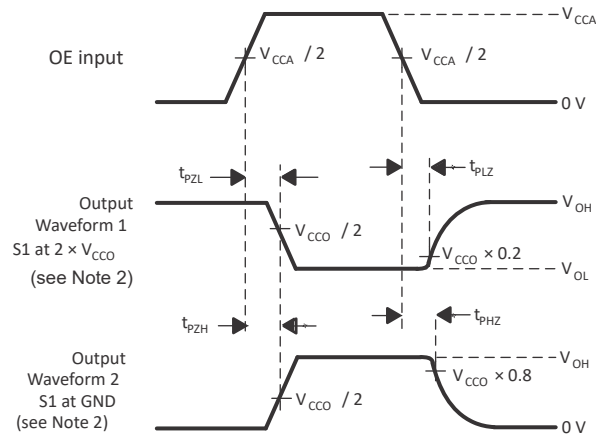 V_CCA
OE input
V_CCA / 2
V_CCA / 2
0 V
t_PZL
t_PLZ
Output
Waveform 1
S1 at 2 × V_CCO
(see Note 2)
V_CCO / 2
V_OH
V_CCO × 0.2
V_OL
t_PZH
t_PHZ
Output
Waveform 2
S1 at GND
(see Note 2)
V_CCO / 2
V_OH
V_CCO × 0.8
0 V